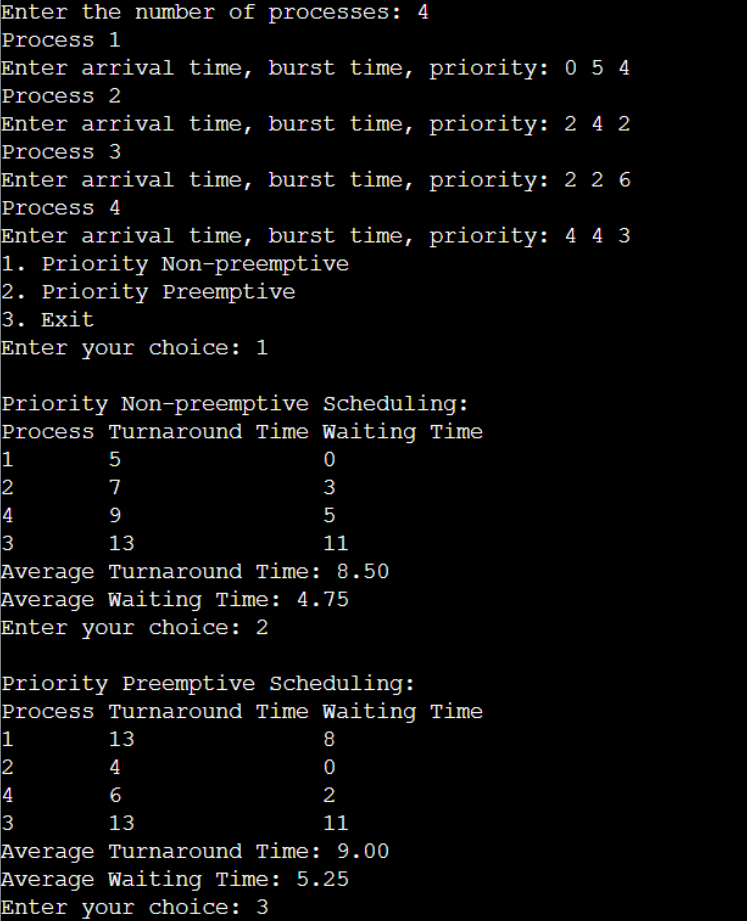 Enter the number of processes: 4
Process 1
Enter arrival time, burst time, priority: 0 5 4
Process 2
Enter arrival time, burst time, priority: 2 4 2
Process 3
Enter arrival time, burst time, priority: 2 2 6
Process 4
Enter arrival time, burst time, priority: 4 4 3
1. Priority Non-preemptive
2. Priority Preemptive
3. Exit
Enter your choice: 1
Priority Non-preemptive Scheduling:
Process Turnaround Time Waiting Time
1 5 0
2 7 3
4 9 5
3 13 11
Average Turnaround Time: 8.50
Average Waiting Time: 4.75
Enter your choice: 2
Priority Preemptive Scheduling:
Process Turnaround Time Waiting Time
1 13 8
2 4 0
4 6 2
3 13 11
Average Turnaround Time: 9.00
Average Waiting Time: 5.25
Enter your choice: 3